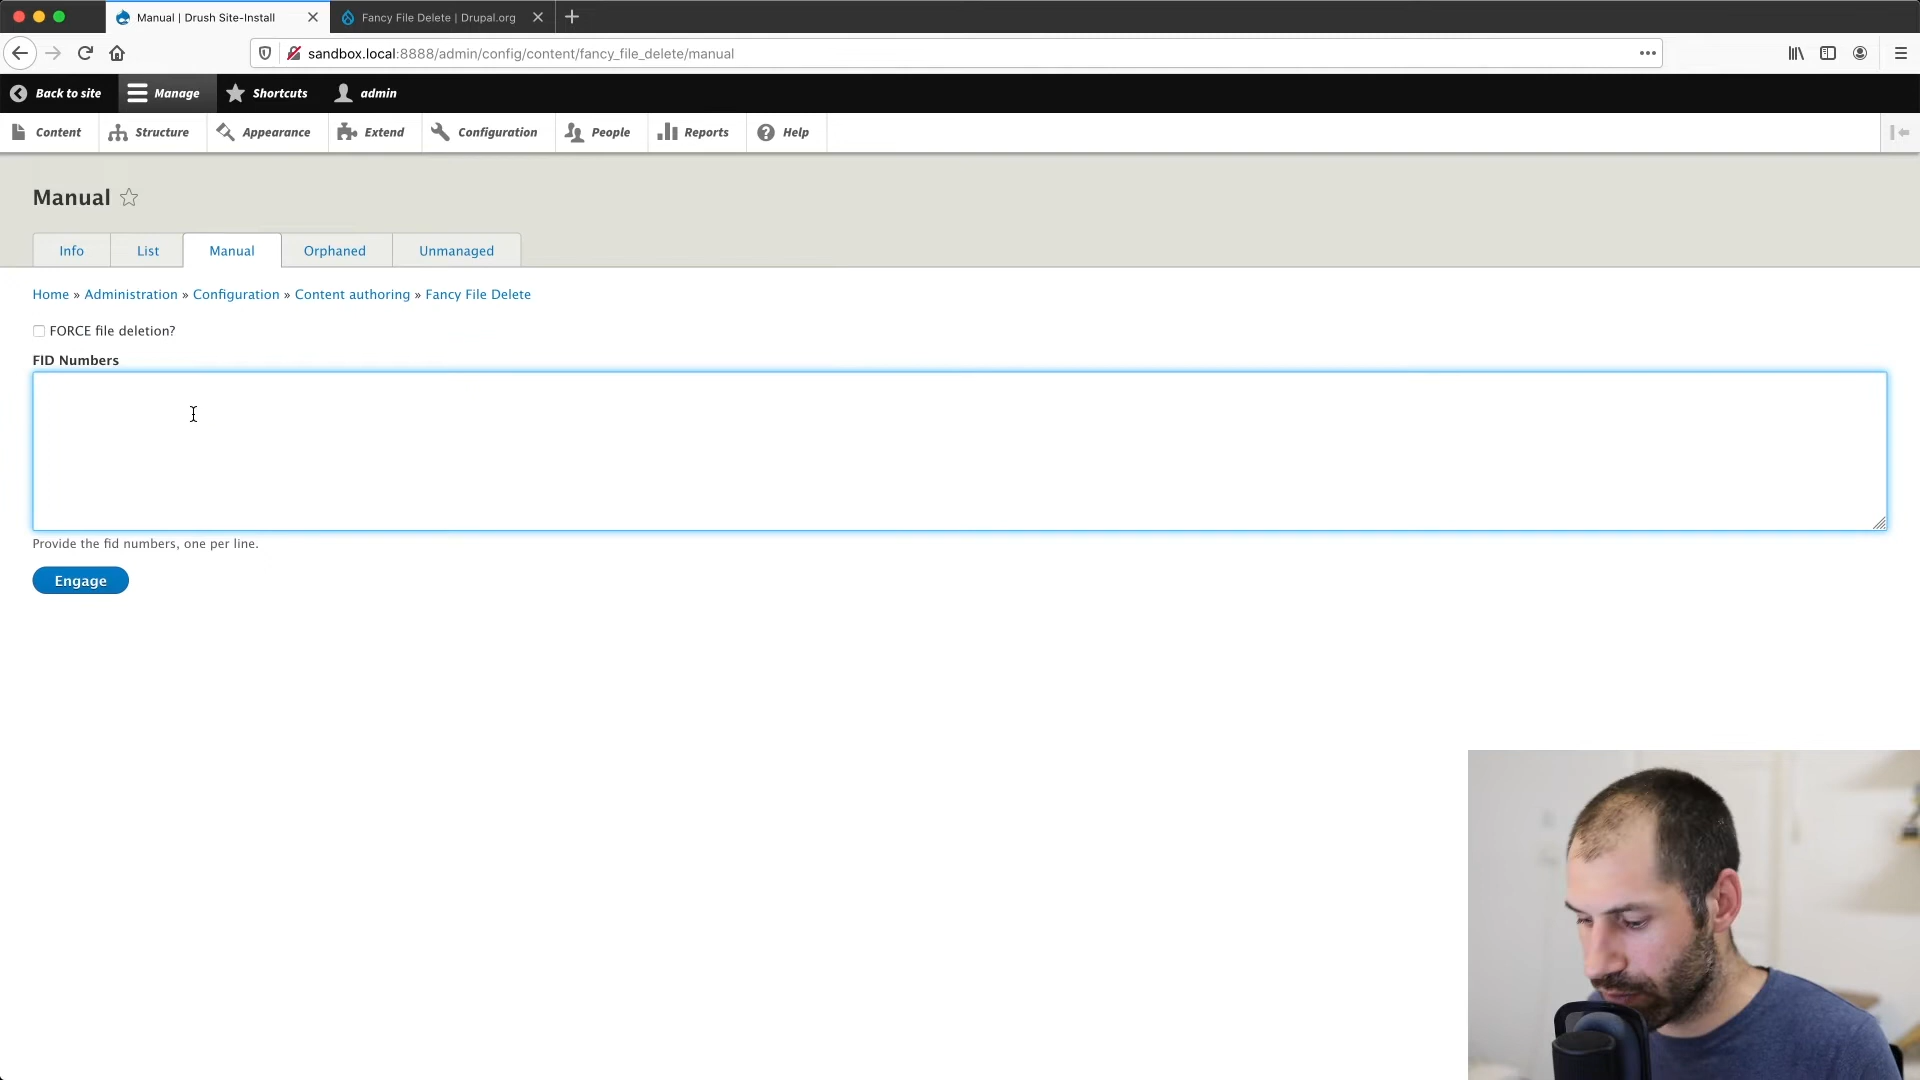 Manual | Drush Site-Install
Fancy File Delete | Drupal.org
sandbox.local:8888/admin/config/content/fancy_file_delete/manual
Back to site
Manage
Shortcuts
admin
Content
Structure
Appearance
Extend
Configuration
People
Reports
Help
Manual
Info
List
Manual
Orphaned
Unmanaged
Home » Administration » Configuration » Content authoring » Fancy File Delete
FORCE file deletion?
FID Numbers
Provide the fid numbers, one per line.
Engage